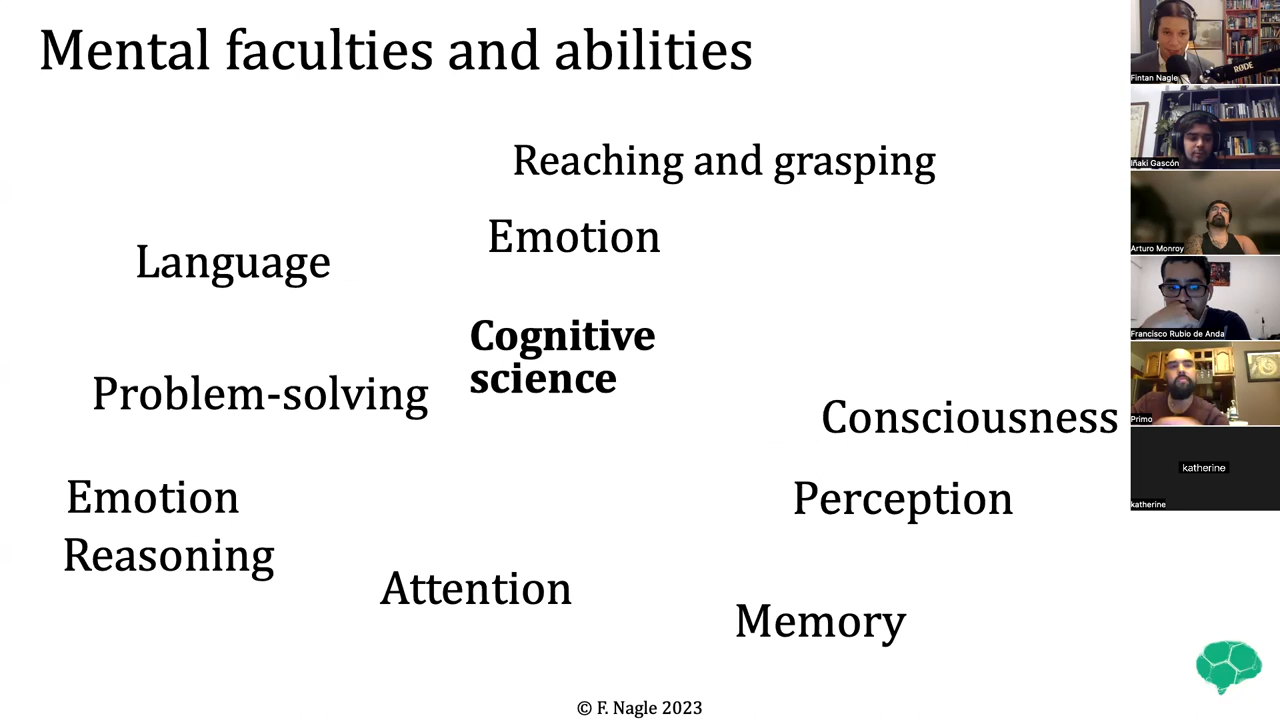 Mental faculties and abilities
Reaching and grasping
Emotion
Language
Cognitive
science
Problem-solving
Consciousness
Emotion
Perception
Reasoning
Attention
Memory
© F. Nagle 2023
RODE
Fintan Nagle
Iñaki Gascón
Arturo Monroy
Francisco Rubio de Anda
Primo
katherine
katherine